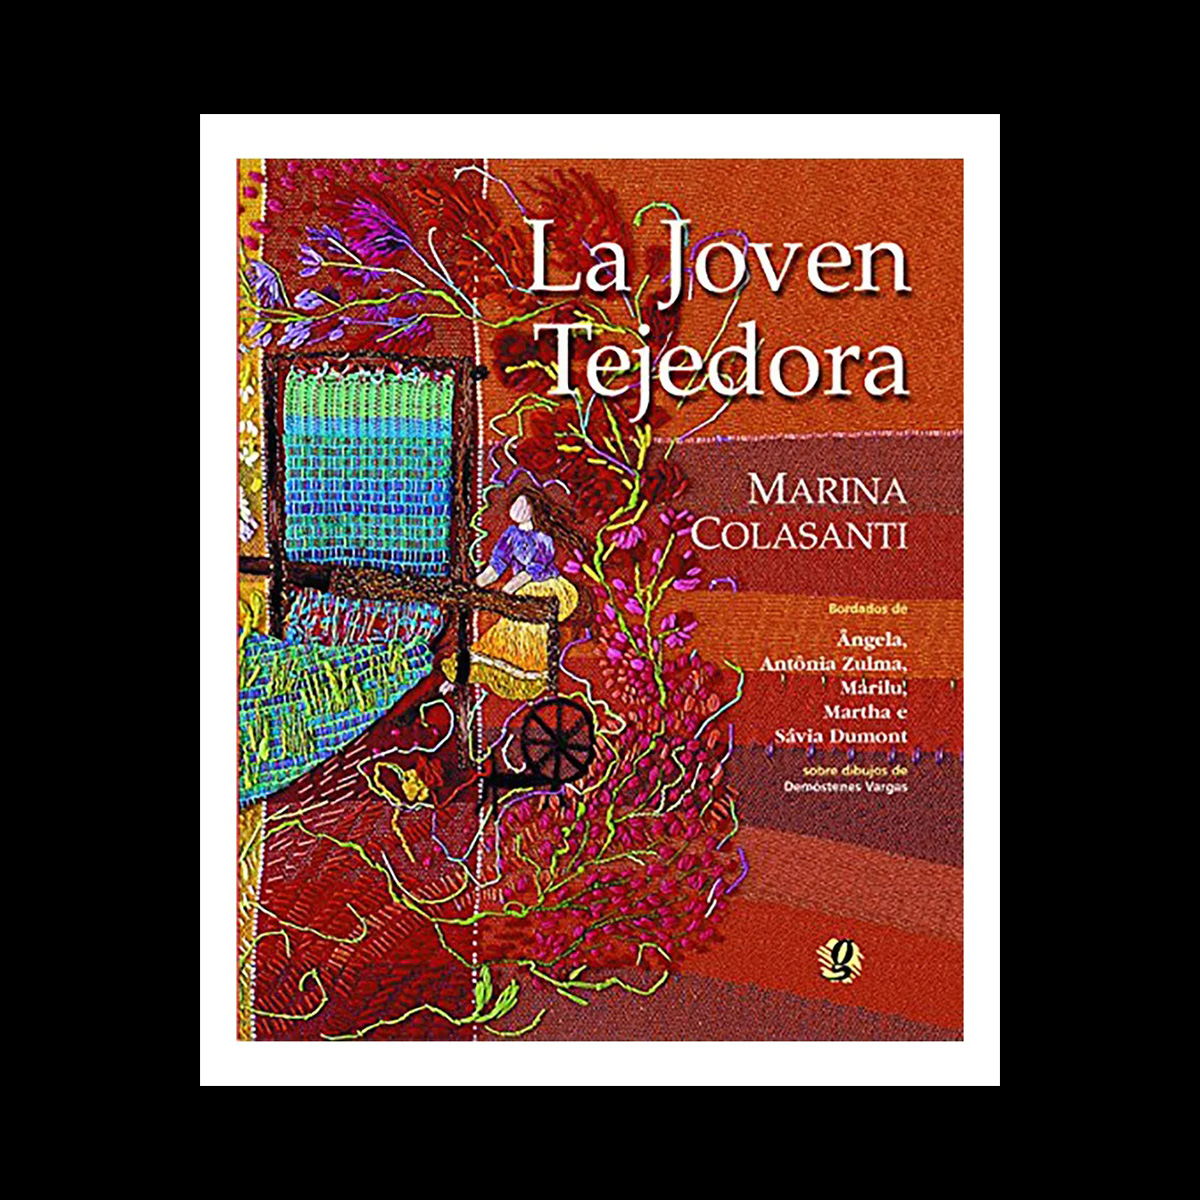 La Joven
Tejedora
MARINA
COLASANTI
Bordados de
Ângela,
Antônia Zulma,
Marilu,
Martha e
Sávia Dumont
sobre dibujos de
Demóstenes Vargas
g